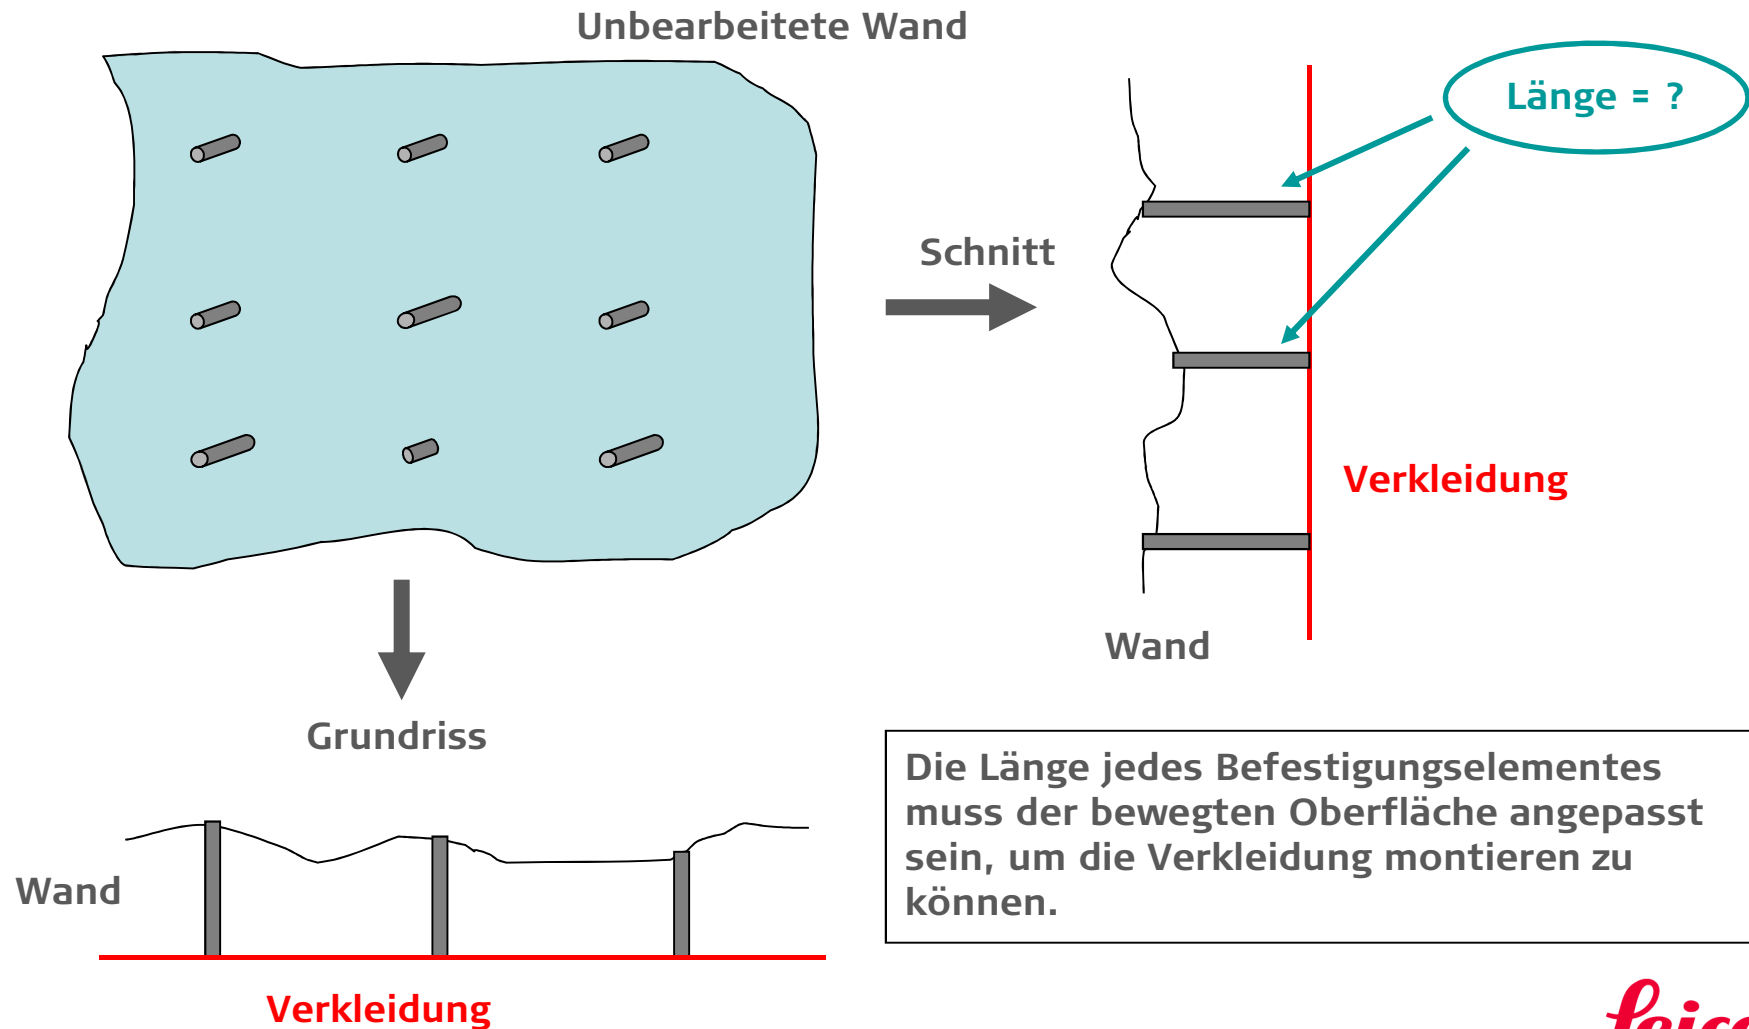 Unbearbeitete Wand
Länge = ?
Schnitt
Verkleidung
Wand
Grundriss
Die Länge jedes Befestigungselementes
muss der bewegten Oberfläche angepasst
sein, um die Verkleidung montieren zu
können.
Wand
Verkleidung